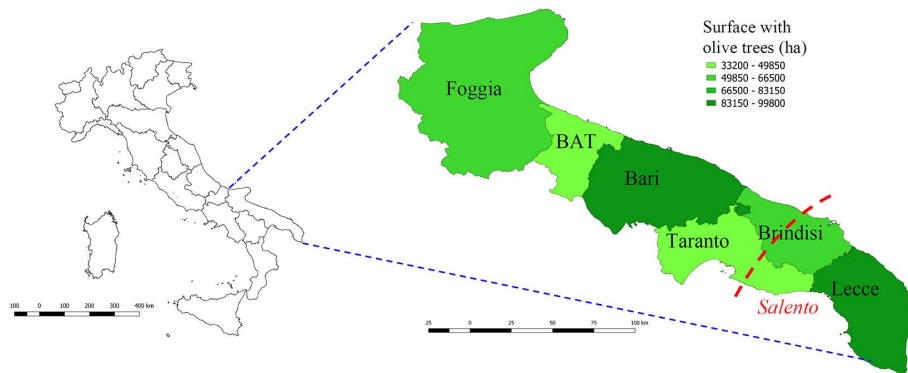 Surface with
olive trees (ha)
33200 - 49850
49850 - 66500
66500 - 83150
83150 - 99800
Foggia
BAT
Bari
Taranto
Brindisi
Lecce
Salento
100 0 100 200 300 400 km
25 0 25 50 75 100 km